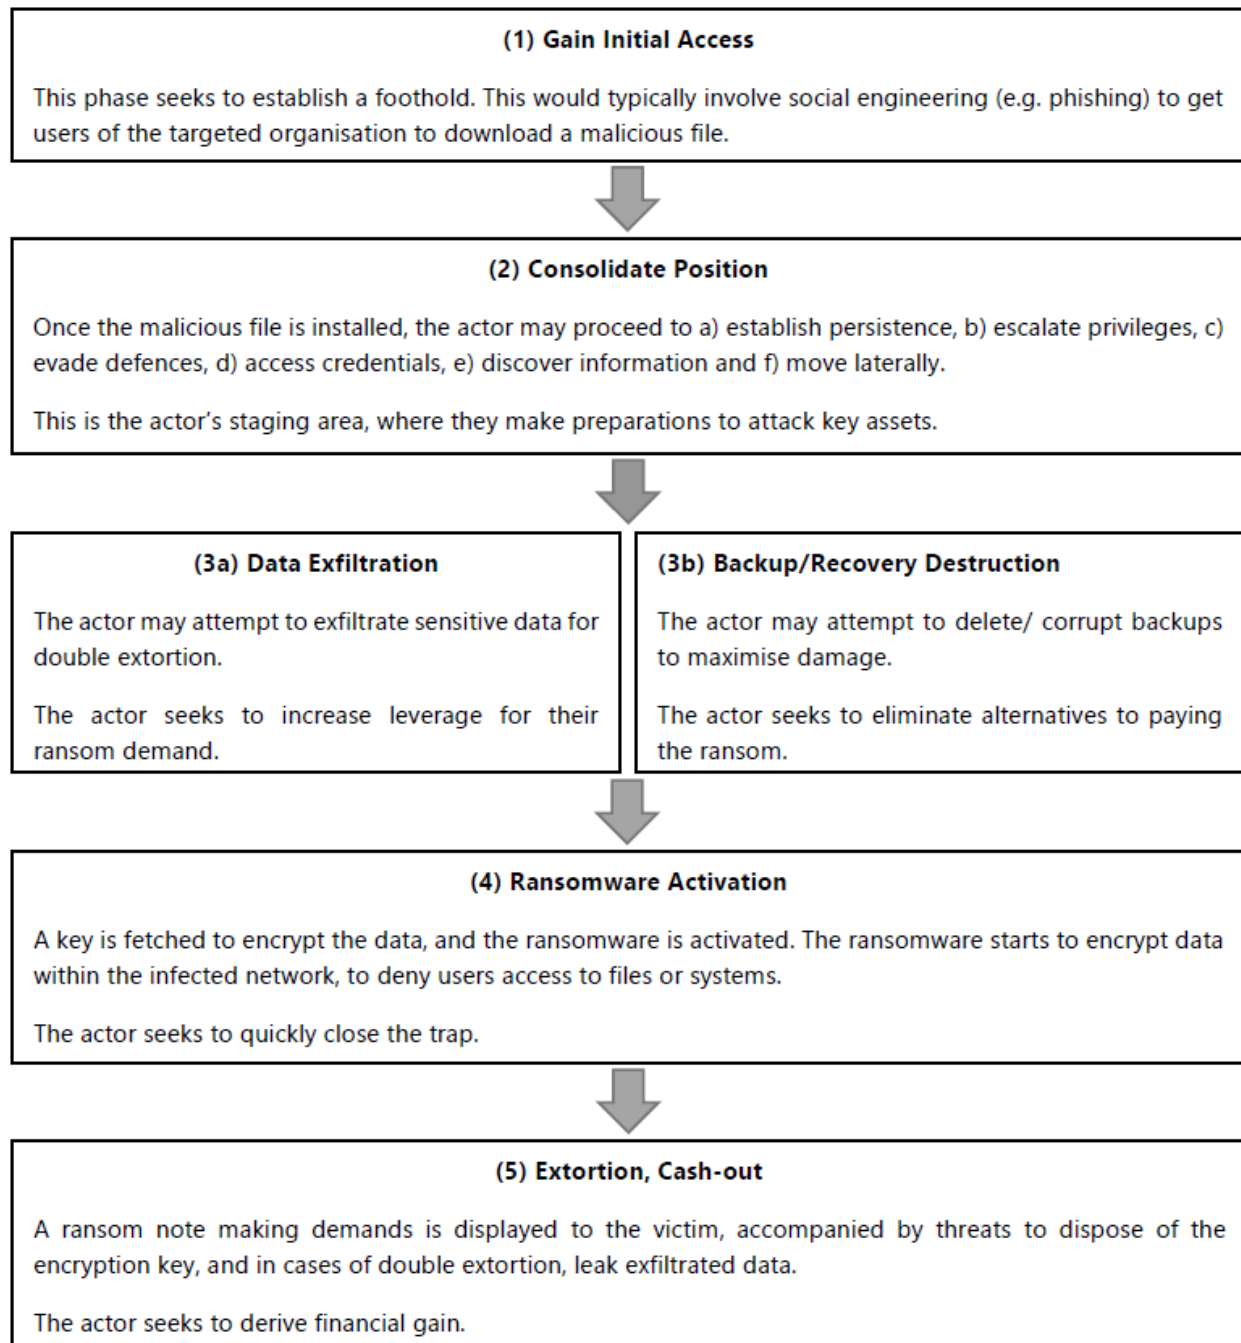 (1) Gain Initial Access
This phase seeks to establish a foothold. This would typically involve social engineering (e.g. phishing) to get
users of the targeted organisation to download a malicious file.
(2) Consolidate Position
Once the malicious file is installed, the actor may proceed to a) establish persistence, b) escalate privileges, c)
evade defences, d) access credentials, e) discover information and f) move laterally.
This is the actor's staging area, where they make preparations to attack key assets.
(3a) Data Exfiltration
The actor may attempt to exfiltrate sensitive data for
double extortion.
The actor seeks to increase leverage for their
ransom demand.
(3b) Backup/Recovery Destruction
The actor may attempt to delete/ corrupt backups
to maximise damage.
The actor seeks to eliminate alternatives to paying
the ransom.
(4) Ransomware Activation
A key is fetched to encrypt the data, and the ransomware is activated. The ransomware starts to encrypt data
within the infected network, to deny users access to files or systems.
The actor seeks to quickly close the trap.
(5) Extortion, Cash-out
A ransom note making demands is displayed to the victim, accompanied by threats to dispose of the
encryption key, and in cases of double extortion, leak exfiltrated data.
The actor seeks to derive financial gain.